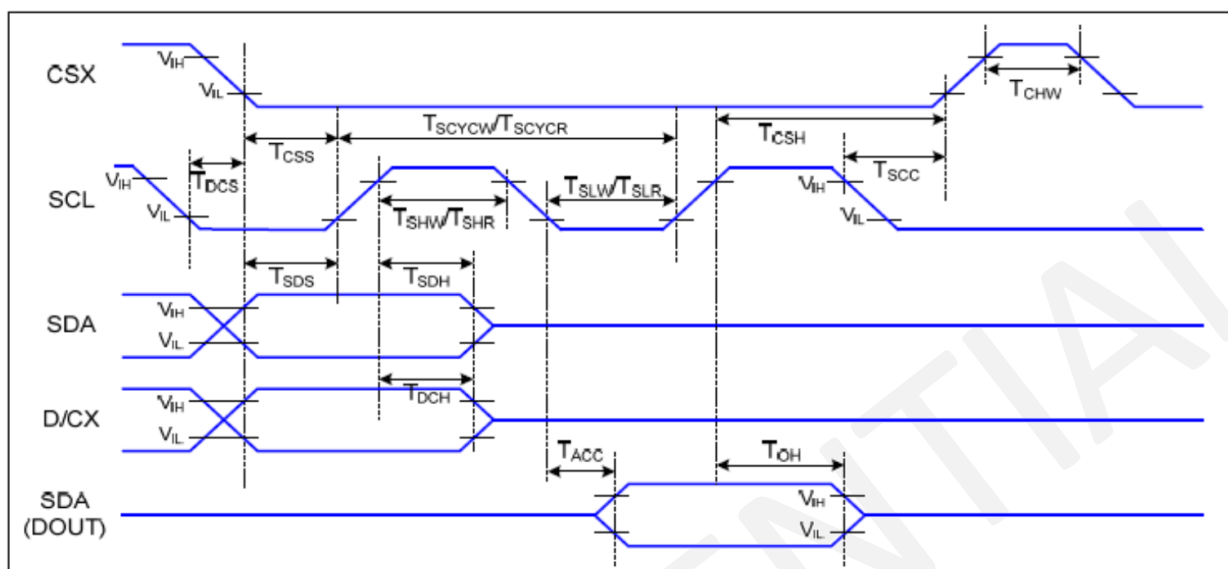 CSX
VIH
VIL
TCHW
TSCYCW/TSCYCR
TCSS
TCSH
TDCS
TSCC
SCL
VIH
VIL
TSLW/TSLR
TSHW/TSHR
VIH
VIL
TSDS
TSDH
SDA
VIH
VIL
TDCH
D/CX
VIH
VIL
TACC
TOH
SDA
(DOUT)
VIH
VIL
ENTIAL